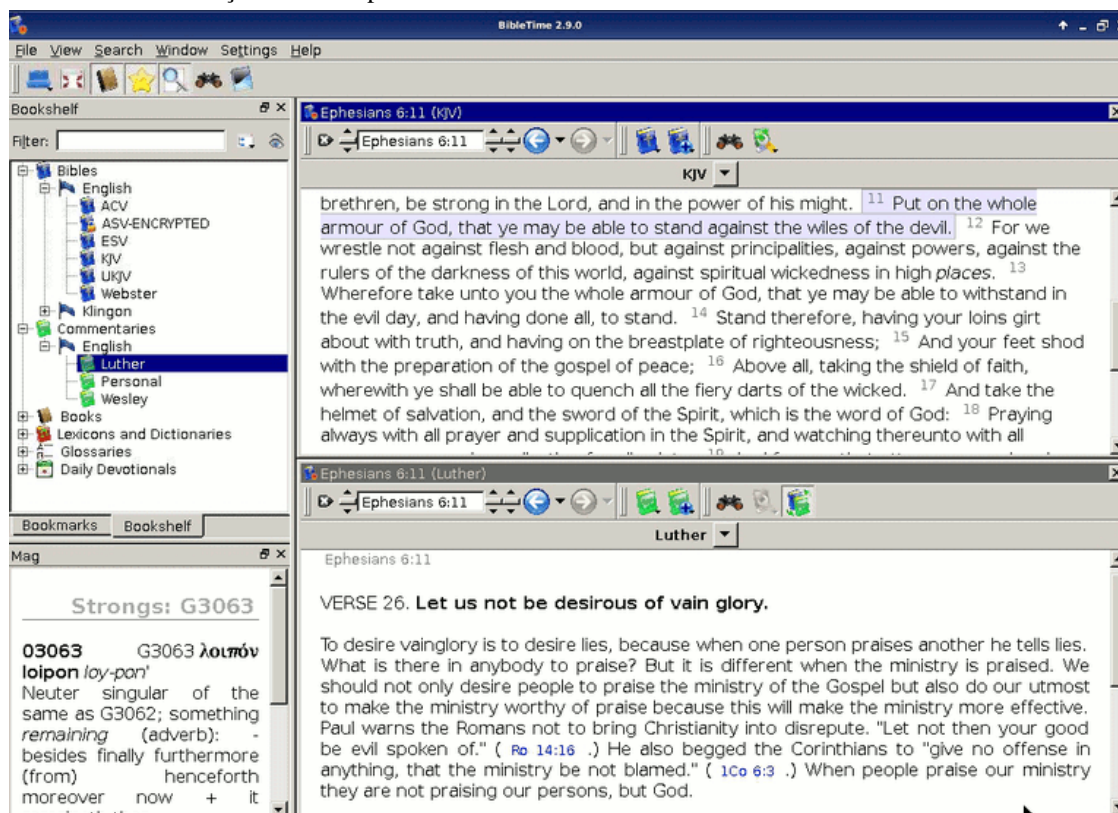 BibleTime 2.9.0
File View Search Window Settings Help
Bookshelf
Filter:
Bibles
English
ACV
ASV-ENCRYPTED
ESV
KJV
UKJV
Webster
Klingon
Commentaries
English
Luther
Personal
Wesley
Books
Lexicons and Dictionaries
Glossaries
Daily Devotionals
Bookmarks Bookshelf
Mag
Strongs: G3063
03063 G3063 λοιπόν
loipon loy-pon'
Neuter singular of the
same as G3062; something
remaining (adverb): -
besides finally furthermore
(from) henceforth
moreover now + it
Ephesians 6:11 (KJV)
Ephesians 6:11
KJV
brethren, be strong in the Lord, and in the power of his might. 11 Put on the whole
armour of God, that ye may be able to stand against the wiles of the devil. 12 For we
wrestle not against flesh and blood, but against principalities, against powers, against the
rulers of the darkness of this world, against spiritual wickedness in high places. 13
Wherefore take unto you the whole armour of God, that ye may be able to withstand in
the evil day, and having done all, to stand. 14 Stand therefore, having your loins girt
about with truth, and having on the breastplate of righteousness; 15 And your feet shod
with the preparation of the gospel of peace; 16 Above all, taking the shield of faith,
wherewith ye shall be able to quench all the fiery darts of the wicked. 17 And take the
helmet of salvation, and the sword of the Spirit, which is the word of God: 18 Praying
always with all prayer and supplication in the Spirit, and watching thereunto with all
Ephesians 6:11 (Luther)
Ephesians 6:11
Luther
Ephesians 6:11
VERSE 26. Let us not be desirous of vain glory.
To desire vainglory is to desire lies, because when one person praises another he tells lies.
What is there in anybody to praise? But it is different when the ministry is praised. We
should not only desire people to praise the ministry of the Gospel but also do our utmost
to make the ministry worthy of praise because this will make the ministry more effective.
Paul warns the Romans not to bring Christianity into disrepute. "Let not then your good
be evil spoken of." ( Ro 14:16 .) He also begged the Corinthians to "give no offense in
anything, that the ministry be not blamed." ( 1Co 6:3 .) When people praise our ministry
they are not praising our persons, but God.